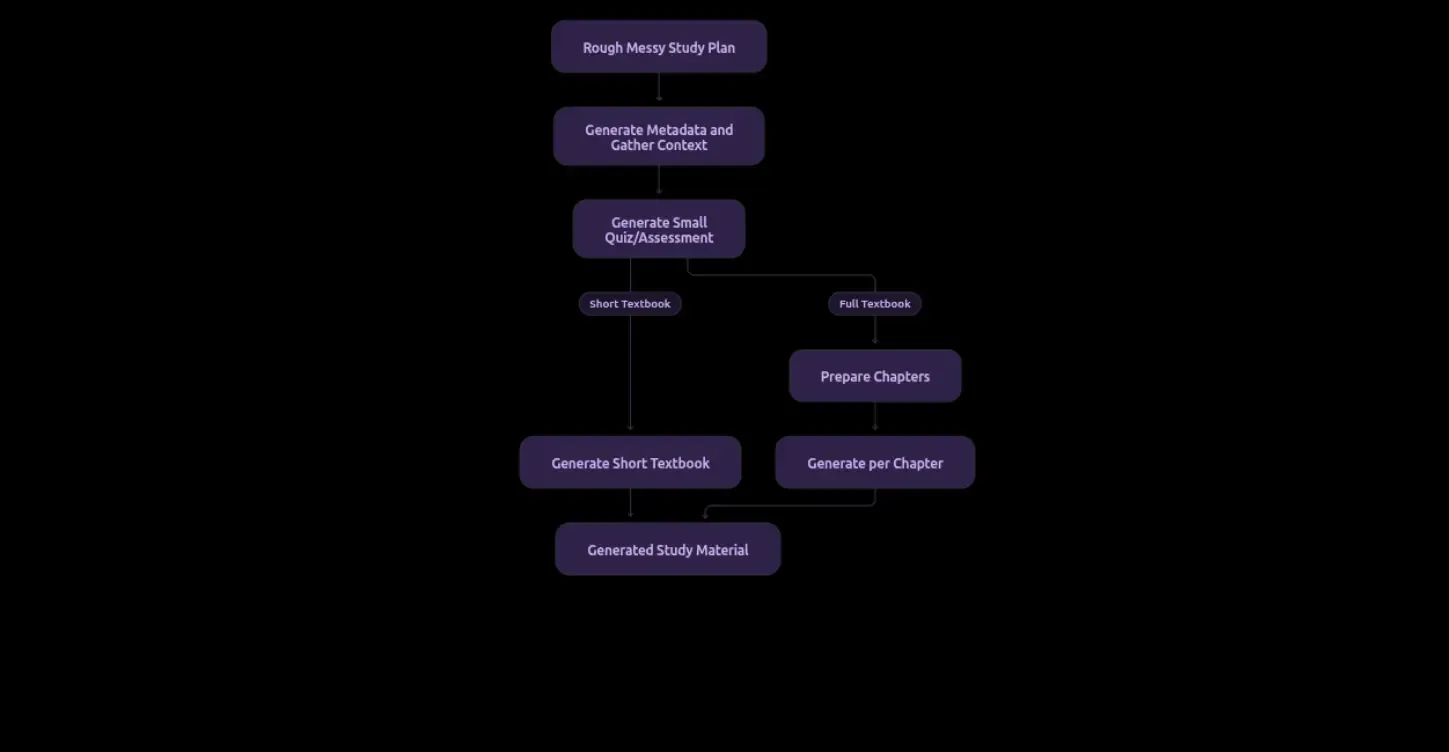 Rough Messy Study Plan
Generate Metadata and
Gather Context
Generate Small
Quiz/Assessment
Short Textbook
Full Textbook
Prepare Chapters
Generate Short Textbook
Generate per Chapter
Generated Study Material